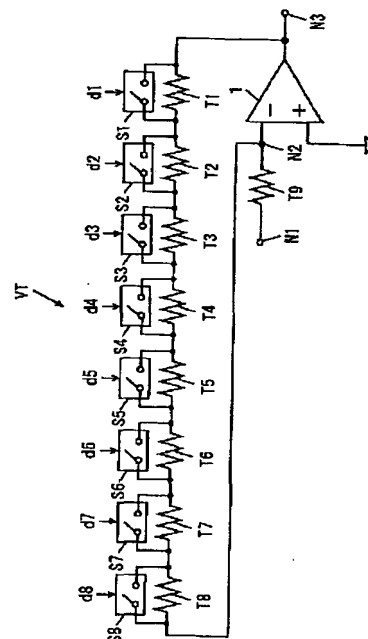 VT
d8
d7
d6
d5
d4
d3
d2
d1
S8
S7
S6
S5
S4
S3
S2
S1
T8
T7
T6
T5
T4
T3
T2
T1
N3
1
−
+
N2
T9
N1